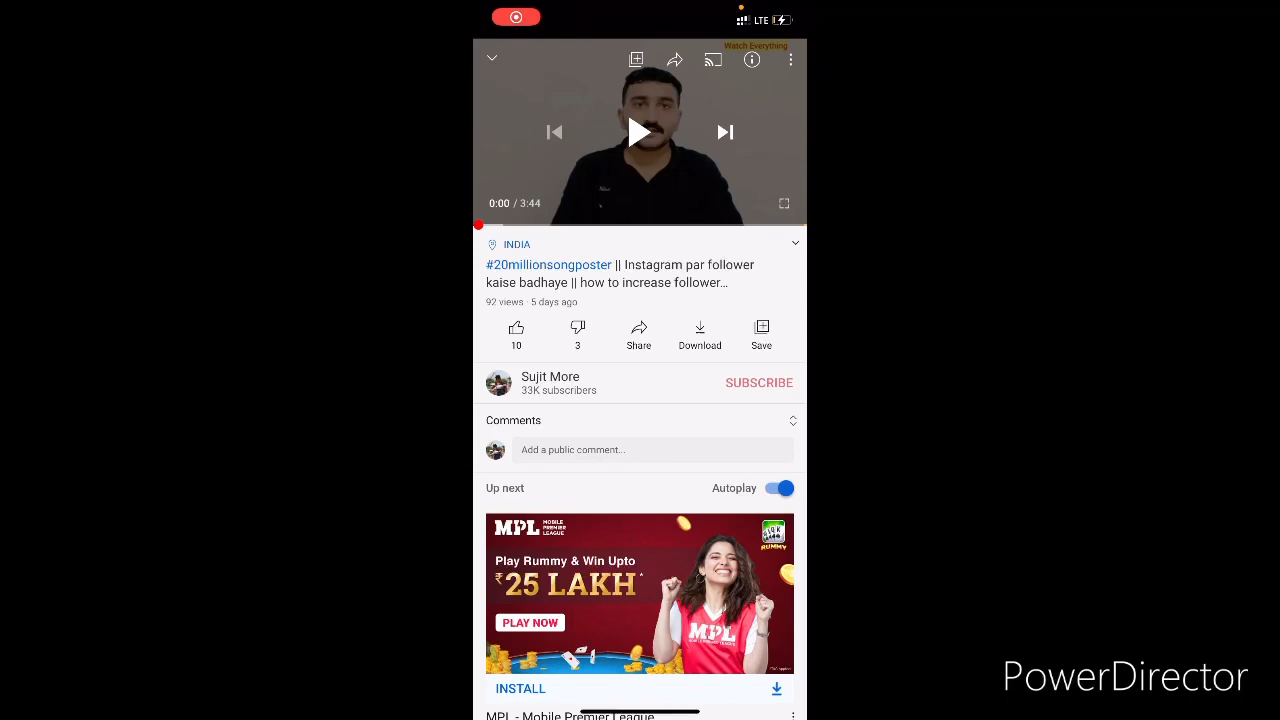 LTE
Watch Everything
0:00 / 3:44
INDIA
#20millionsongposter || Instagram par follower
kaise badhaye || how to increase follower...
92 views · 5 days ago
10
3
Share
Download
Save
Sujit More
33K subscribers
SUBSCRIBE
Comments
Add a public comment...
Up next
Autoplay
MPL MOBILE PREMIER LEAGUE
RUMMY
Play Rummy & Win Upto
₹25 LAKH*
PLAY NOW
MPL
INSTALL
MPL - Mobile Premier League
PowerDirector